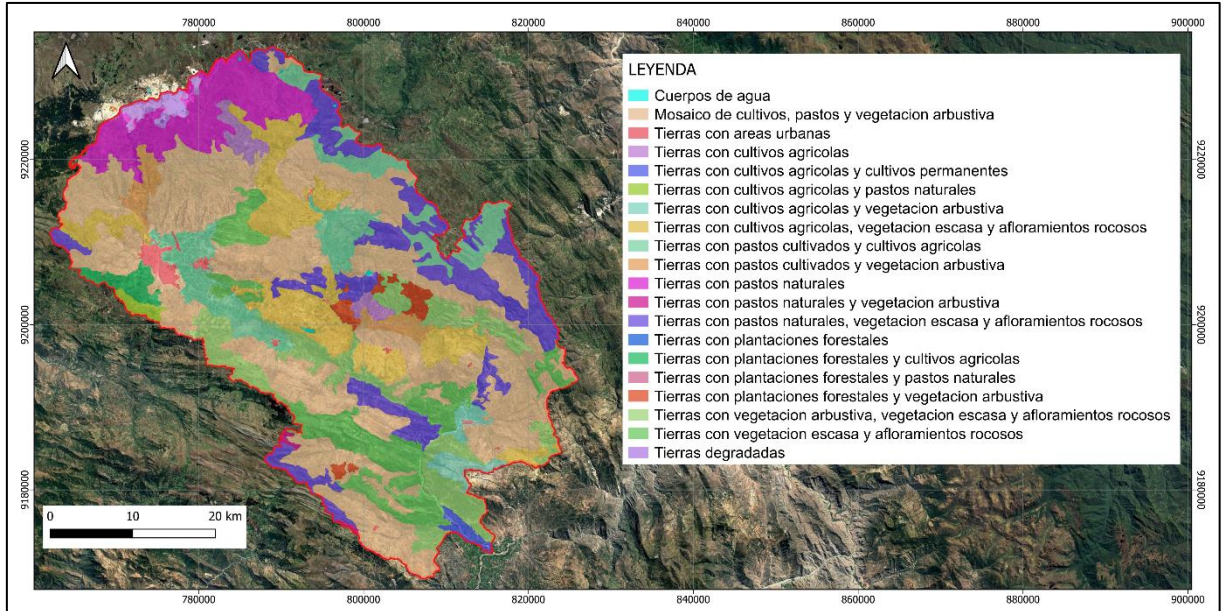 780000 800000 820000 840000 860000 880000 900000
LEYENDA
Cuerpos de agua
Mosaico de cultivos, pastos y vegetacion arbustiva
Tierras con areas urbanas
Tierras con cultivos agricolas
Tierras con cultivos agricolas y cultivos permanentes
Tierras con cultivos agricolas y pastos naturales
Tierras con cultivos agricolas y vegetacion arbustiva
Tierras con cultivos agricolas, vegetacion escasa y afloramientos rocosos
Tierras con pastos cultivados y cultivos agricolas
Tierras con pastos cultivados y vegetacion arbustiva
Tierras con pastos naturales
Tierras con pastos naturales y vegetacion arbustiva
Tierras con pastos naturales, vegetacion escasa y afloramientos rocosos
Tierras con plantaciones forestales
Tierras con plantaciones forestales y cultivos agricolas
Tierras con plantaciones forestales y pastos naturales
Tierras con plantaciones forestales y vegetacion arbustiva
Tierras con vegetacion arbustiva, vegetacion escasa y afloramientos rocosos
Tierras con vegetacion escasa y afloramientos rocosos
Tierras degradadas
9220000
9200000
9180000
9220000
9200000
9180000
0 10 20 km
780000 800000 820000 840000 860000 880000 900000